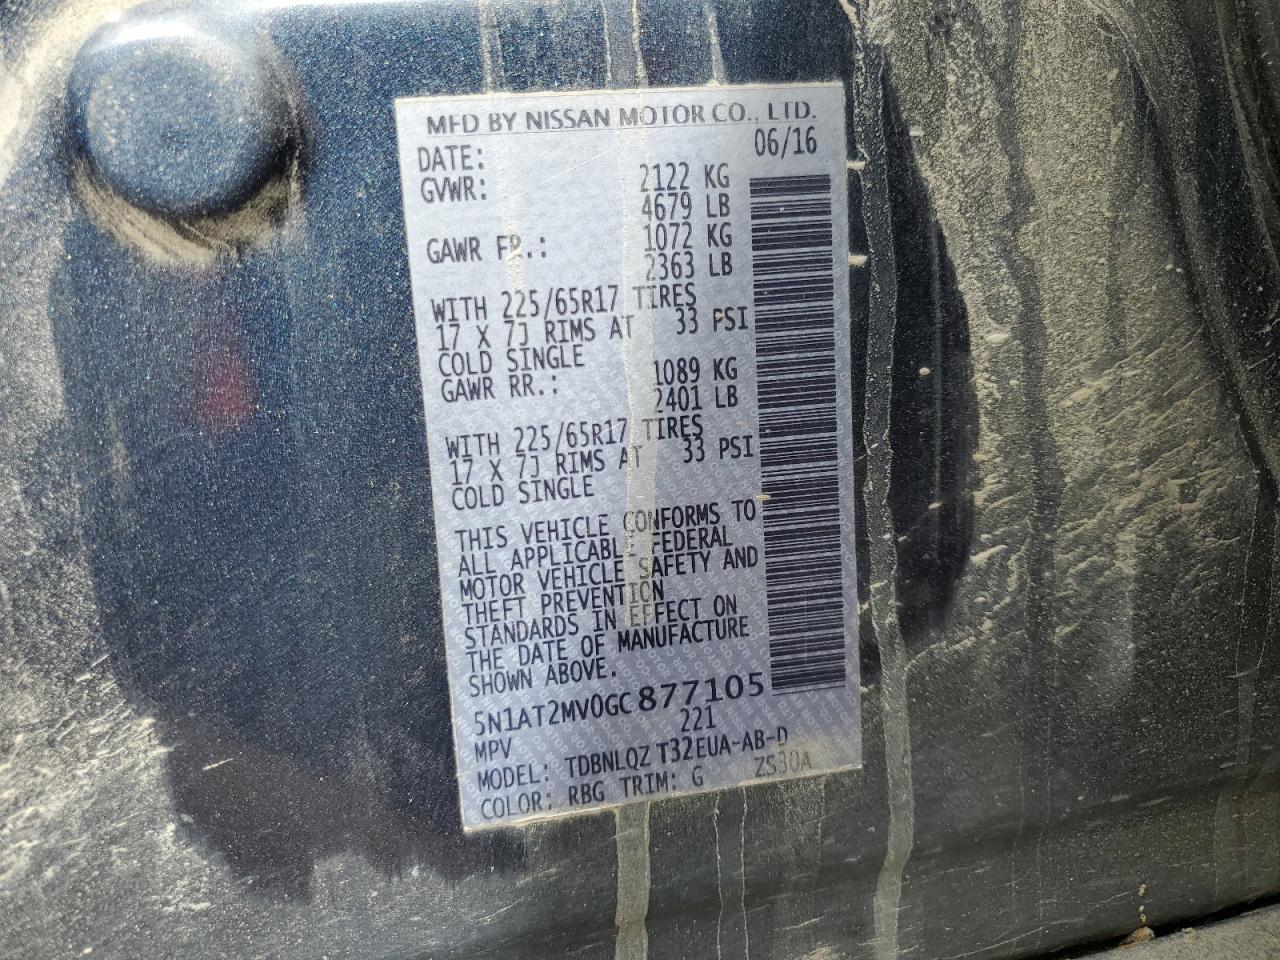 MFD BY NISSAN MOTOR CO., LTD.
DATE: 06/16
GVWR: 2122 KG
4679 LB
GAWR FR.: 1072 KG
2363 LB
WITH 225/65R17 TIRES
17 X 7J RIMS AT 33 PSI
COLD SINGLE
GAWR RR.: 1089 KG
2401 LB
WITH 225/65R17 TIRES
17 X 7J RIMS AT 33 PSI
COLD SINGLE
THIS VEHICLE CONFORMS TO
ALL APPLICABLE FEDERAL
MOTOR VEHICLE SAFETY AND
THEFT PREVENTION
STANDARDS IN EFFECT ON
THE DATE OF MANUFACTURE
SHOWN ABOVE.
5N1AT2MV0GC877105
MPV 221
MODEL: TDBNLQZ T32EUA-AB-D
COLOR: RBG TRIM: G ZS30A